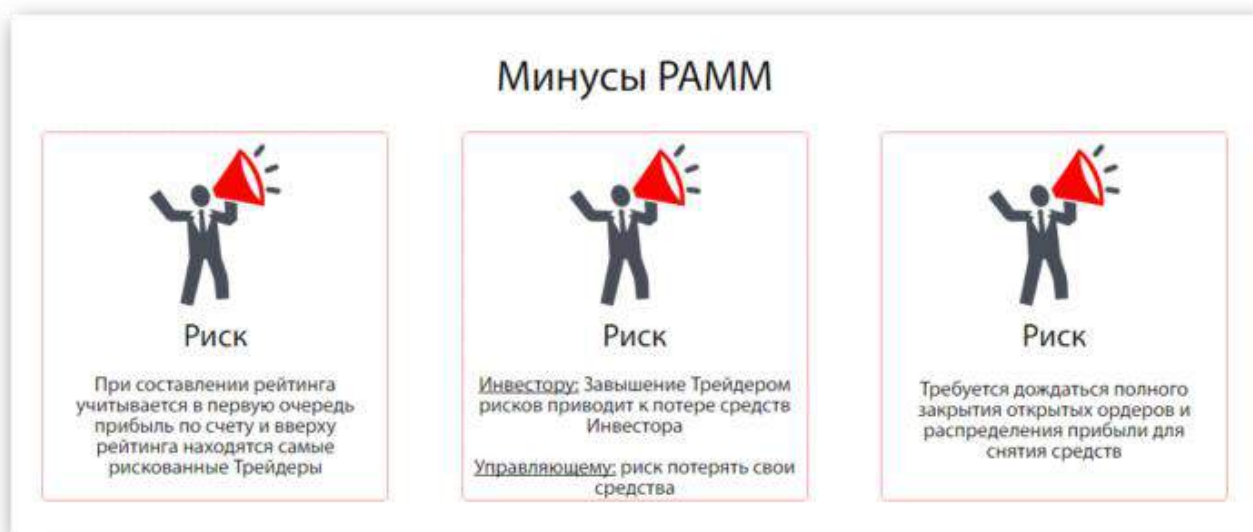 Минусы PAMM
Риск
При составлении рейтинга
учитывается в первую очередь
прибыль по счету и вверху
рейтинга находятся самые
рискованные Трейдеры
Риск
Инвестору: Завышение Трейдером
рисков приводит к потере средств
Инвестора
Управляющему: риск потерять свои
средства
Риск
Требуется дождаться полного
закрытия открытых ордеров и
распределения прибыли для
снятия средств